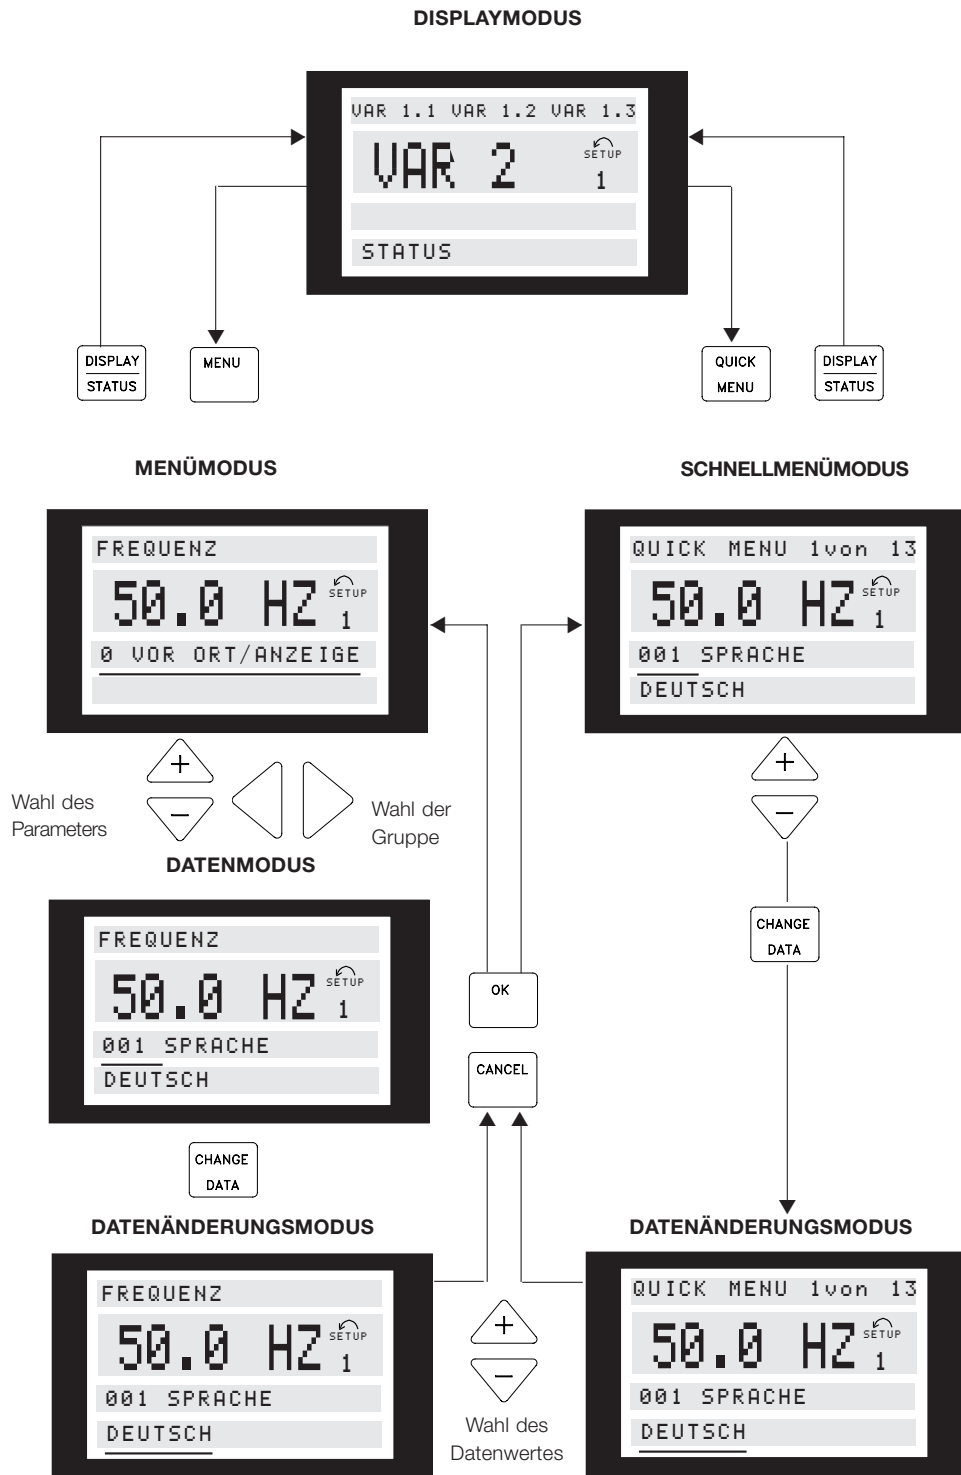 DISPLAYMODUS
VAR 1.1 VAR 1.2 VAR 1.3
VAR 2
SETUP
1
STATUS
DISPLAY
STATUS
MENU
QUICK
MENU
DISPLAY
STATUS
MENÜMODUS
FREQUENZ
50.0 HZ
SETUP
1
0 VOR ORT/ANZEIGE
+
-
Wahl des
Parameters
Wahl der
Gruppe
SCHNELLMENÜMODUS
QUICK MENU 1von 13
50.0 HZ
SETUP
1
001 SPRACHE
DEUTSCH
+
-
CHANGE
DATA
DATENMODUS
FREQUENZ
50.0 HZ
SETUP
1
001 SPRACHE
DEUTSCH
OK
CANCEL
CHANGE
DATA
DATENÄNDERUNGSMODUS
FREQUENZ
50.0 HZ
SETUP
1
001 SPRACHE
DEUTSCH
+
-
Wahl des
Datenwertes
DATENÄNDERUNGSMODUS
QUICK MENU 1von 13
50.0 HZ
SETUP
1
001 SPRACHE
DEUTSCH